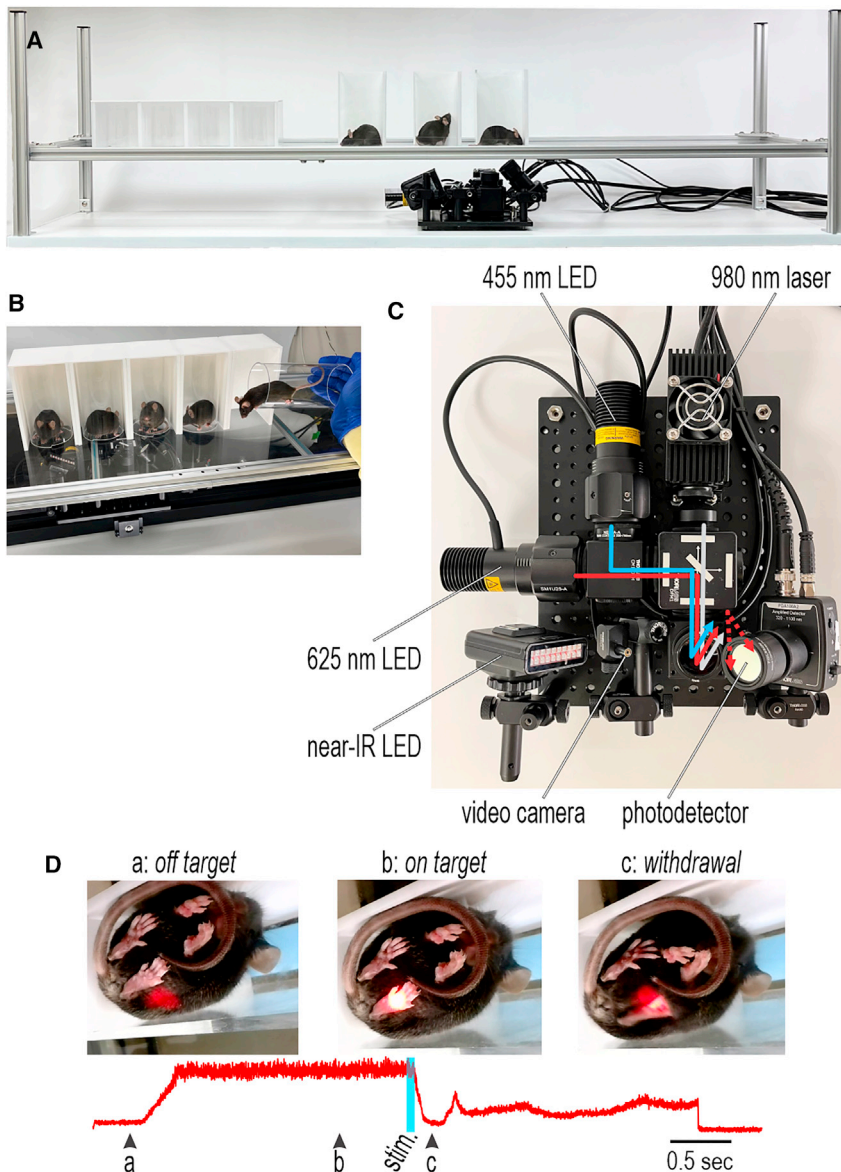 A
B
C
455 nm LED
980 nm laser
625 nm LED
near-IR LED
video camera
photodetector
D
a: off target
b: on target
c: withdrawal
a
b
stim.
c
0.5 sec